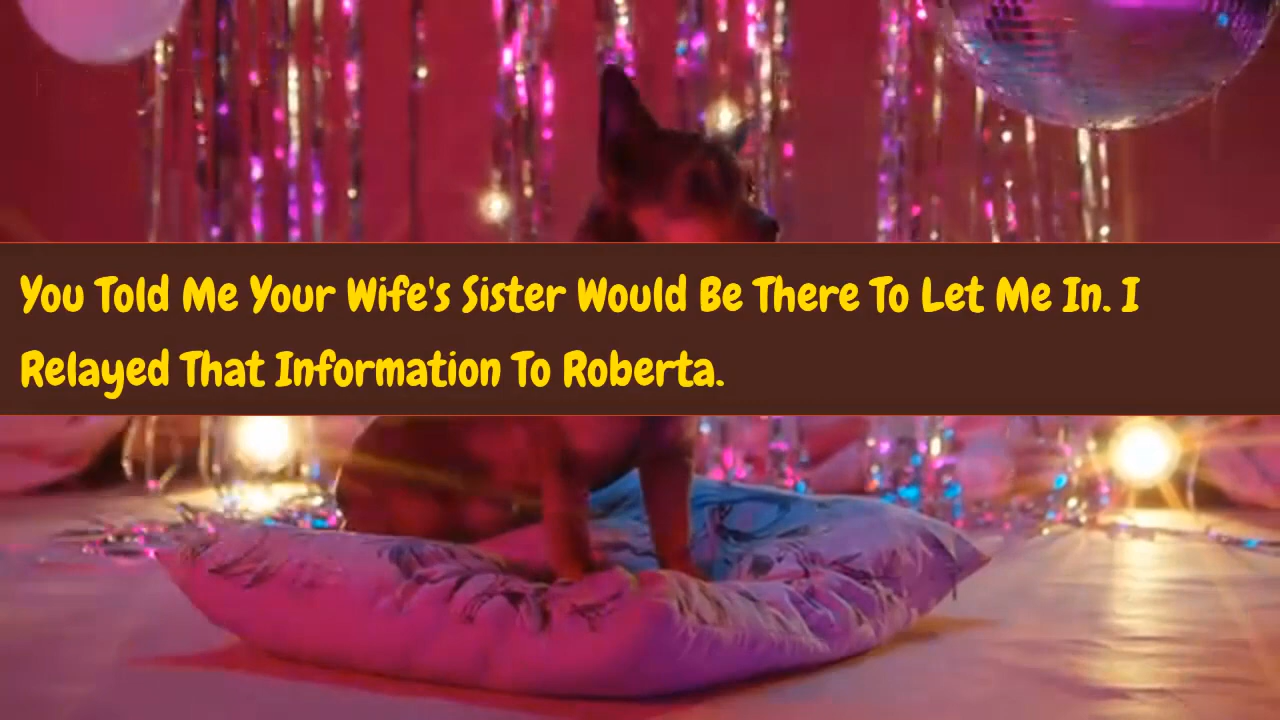 You Told Me Your Wife's Sister Would Be There To Let Me In. I
Relayed That Information To Roberta.